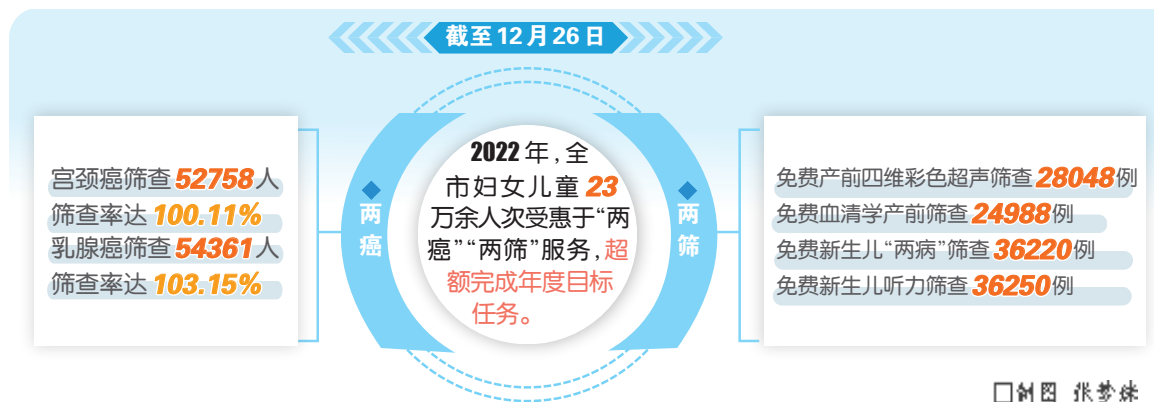 截至12月26日
宫颈癌筛查52758人
筛查率达100.11%
乳腺癌筛查54361人
筛查率达103.15%
两癌
2022年,全
市妇女儿童23
万余人次受惠于“两
癌”“两筛”服务,超
额完成年度目标
任务。
两筛
免费产前四维彩色超声筛查28048例
免费血清学产前筛查24988例
免费新生儿“两病”筛查36220例
免费新生儿听力筛查36250例
□制图 张梦